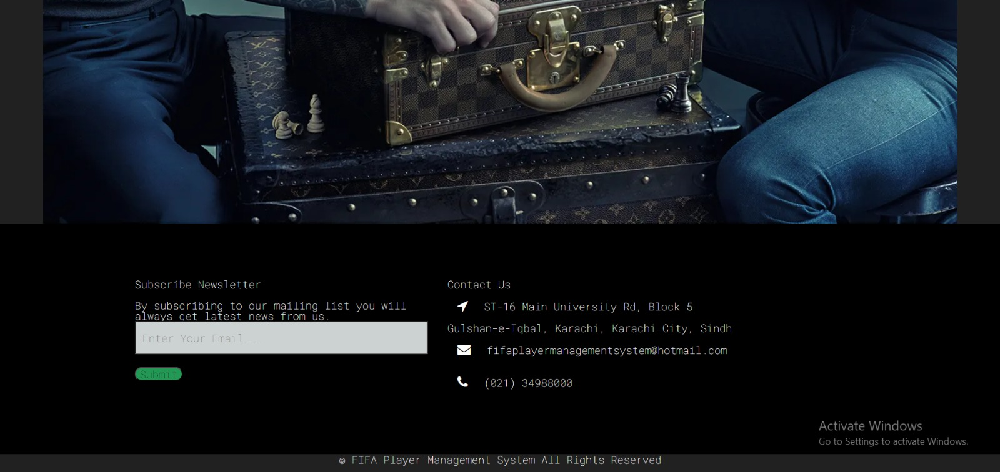 Subscribe Newsletter
By subscribing to our mailing list you will
always get latest news from us.
Enter Your Email...
Submit
Contact Us
ST-16 Main University Rd, Block 5
Gulshan-e-Iqbal, Karachi, Karachi City, Sindh
fifaplayermanagementsystem@hotmail.com
(021) 34988000
Activate Windows
Go to Settings to activate Windows.
© FIFA Player Management System All Rights Reserved